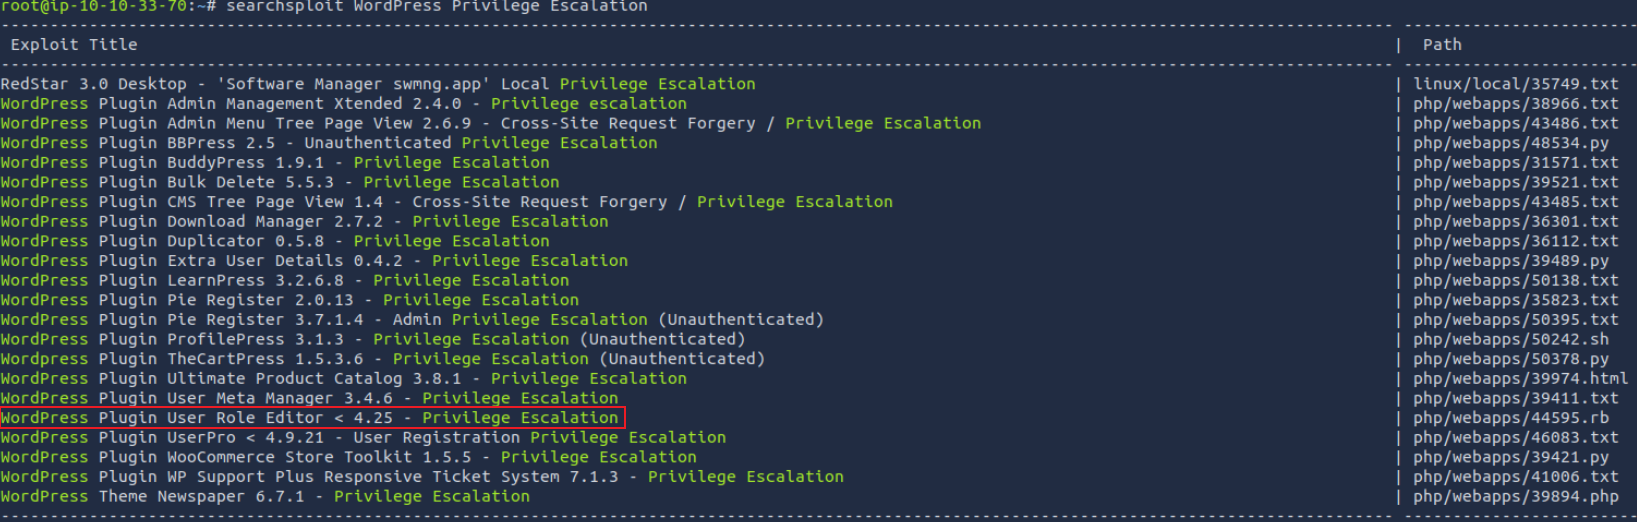 root@ip-10-10-33-70:~# searchsploit WordPress Privilege Escalation
Exploit Title | Path
RedStar 3.0 Desktop - 'Software Manager swmng.app' Local Privilege Escalation | linux/local/35749.txt
WordPress Plugin Admin Management Xtended 2.4.0 - Privilege escalation | php/webapps/38966.txt
WordPress Plugin Admin Menu Tree Page View 2.6.9 - Cross-Site Request Forgery / Privilege Escalation | php/webapps/43486.txt
WordPress Plugin BBPress 2.5 - Unauthenticated Privilege Escalation | php/webapps/48534.py
WordPress Plugin BuddyPress 1.9.1 - Privilege Escalation | php/webapps/31571.txt
WordPress Plugin Bulk Delete 5.5.3 - Privilege Escalation | php/webapps/39521.txt
WordPress Plugin CMS Tree Page View 1.4 - Cross-Site Request Forgery / Privilege Escalation | php/webapps/43485.txt
WordPress Plugin Download Manager 2.7.2 - Privilege Escalation | php/webapps/36301.txt
WordPress Plugin Duplicator 0.5.8 - Privilege Escalation | php/webapps/36112.txt
WordPress Plugin Extra User Details 0.4.2 - Privilege Escalation | php/webapps/39489.py
WordPress Plugin LearnPress 3.2.6.8 - Privilege Escalation | php/webapps/50138.txt
WordPress Plugin Pie Register 2.0.13 - Privilege Escalation | php/webapps/35823.txt
WordPress Plugin Pie Register 3.7.1.4 - Admin Privilege Escalation (Unauthenticated) | php/webapps/50395.txt
WordPress Plugin ProfilePress 3.1.3 - Privilege Escalation (Unauthenticated) | php/webapps/50242.sh
Wordpress Plugin TheCartPress 1.5.3.6 - Privilege Escalation (Unauthenticated) | php/webapps/50378.py
WordPress Plugin Ultimate Product Catalog 3.8.1 - Privilege Escalation | php/webapps/39974.html
WordPress Plugin User Meta Manager 3.4.6 - Privilege Escalation | php/webapps/39411.txt
WordPress Plugin User Role Editor < 4.25 - Privilege Escalation | php/webapps/44595.rb
WordPress Plugin UserPro < 4.9.21 - User Registration Privilege Escalation | php/webapps/46083.txt
WordPress Plugin WooCommerce Store Toolkit 1.5.5 - Privilege Escalation | php/webapps/39421.py
WordPress Plugin WP Support Plus Responsive Ticket System 7.1.3 - Privilege Escalation | php/webapps/41006.txt
WordPress Theme Newspaper 6.7.1 - Privilege Escalation | php/webapps/39894.php